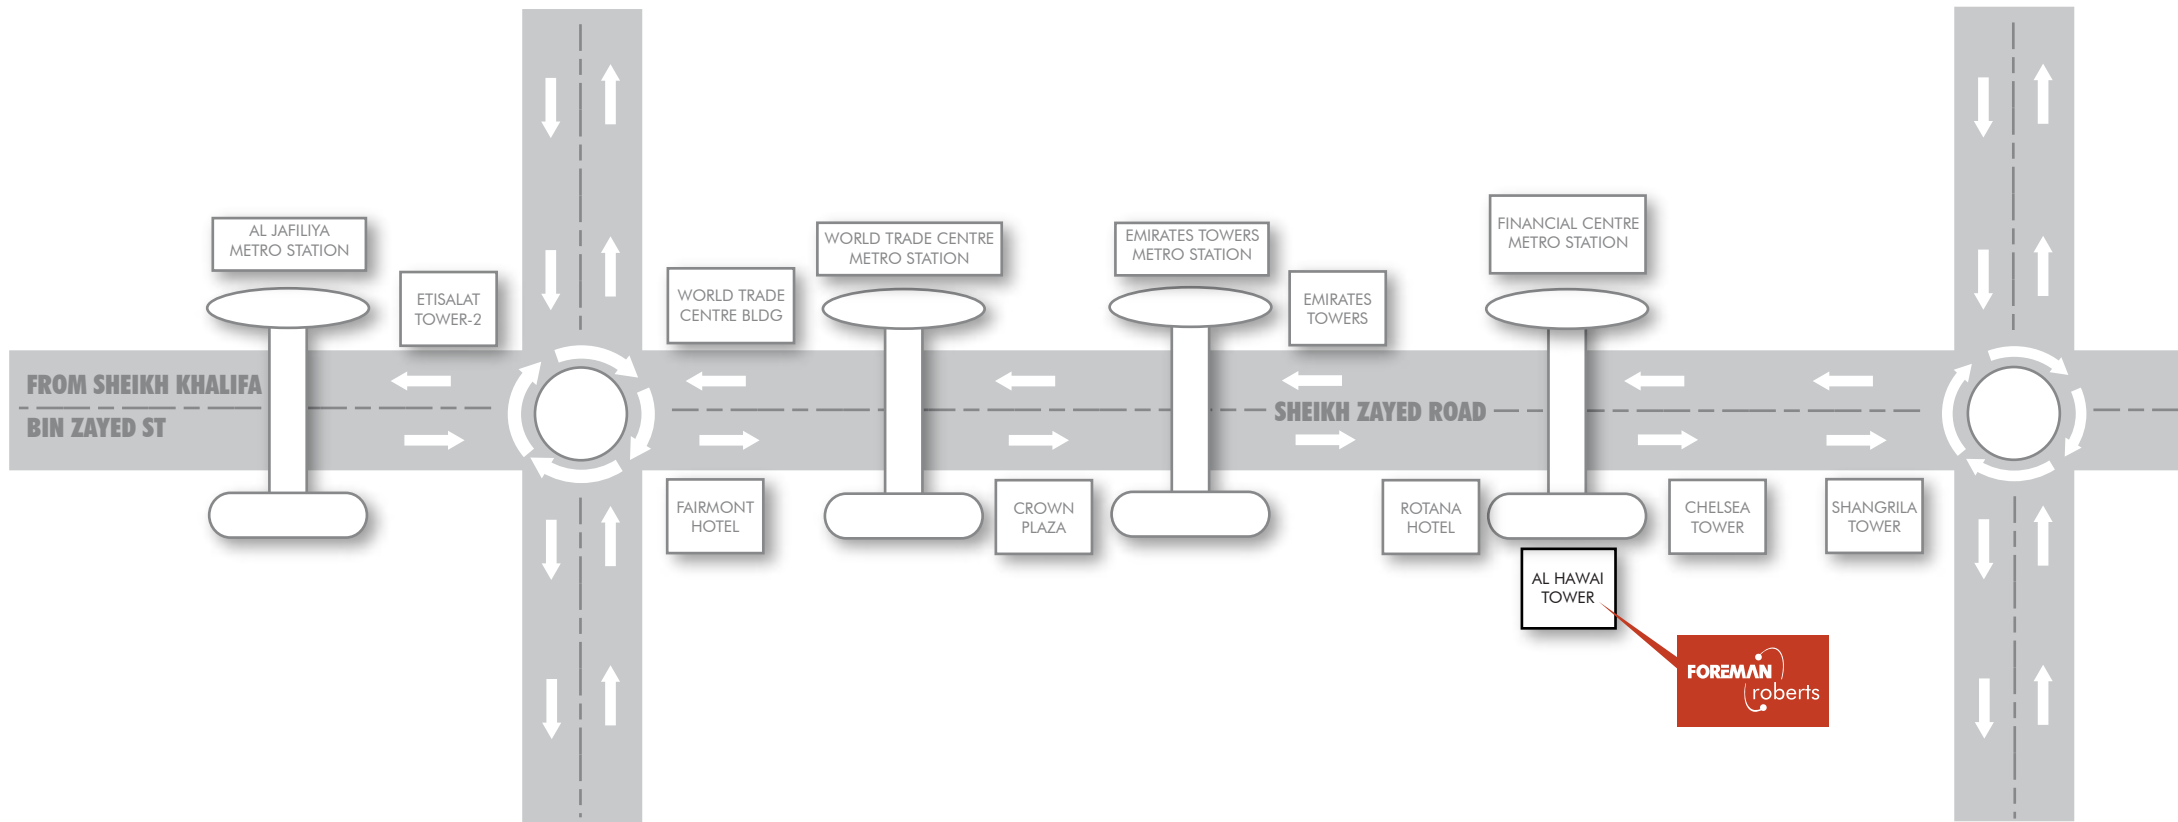 AL JAFILIYA
METRO STATION
ETISALAT
TOWER-2
WORLD TRADE
CENTRE BLDG
WORLD TRADE CENTRE
METRO STATION
EMIRATES TOWERS
METRO STATION
EMIRATES
TOWERS
FINANCIAL CENTRE
METRO STATION
FROM SHEIKH KHALIFA
BIN ZAYED ST
SHEIKH ZAYED ROAD
FAIRMONT
HOTEL
CROWN
PLAZA
ROTANA
HOTEL
CHELSEA
TOWER
SHANGRILA
TOWER
AL HAWAI
TOWER
FOREMAN
roberts